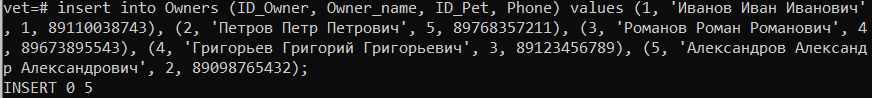 vet=# insert into Owners (ID_Owner, Owner_name, ID_Pet, Phone) values (1, 'Иванов Иван Иванович'
, 1, 89110038743), (2, 'Петров Петр Петрович', 5, 89768357211), (3, 'Романов Роман Романович', 4
, 89673895543), (4, 'Григорьев Григорий Григорьевич', 3, 89123456789), (5, 'Александров Александ
р Александрович', 2, 89098765432);
INSERT 0 5